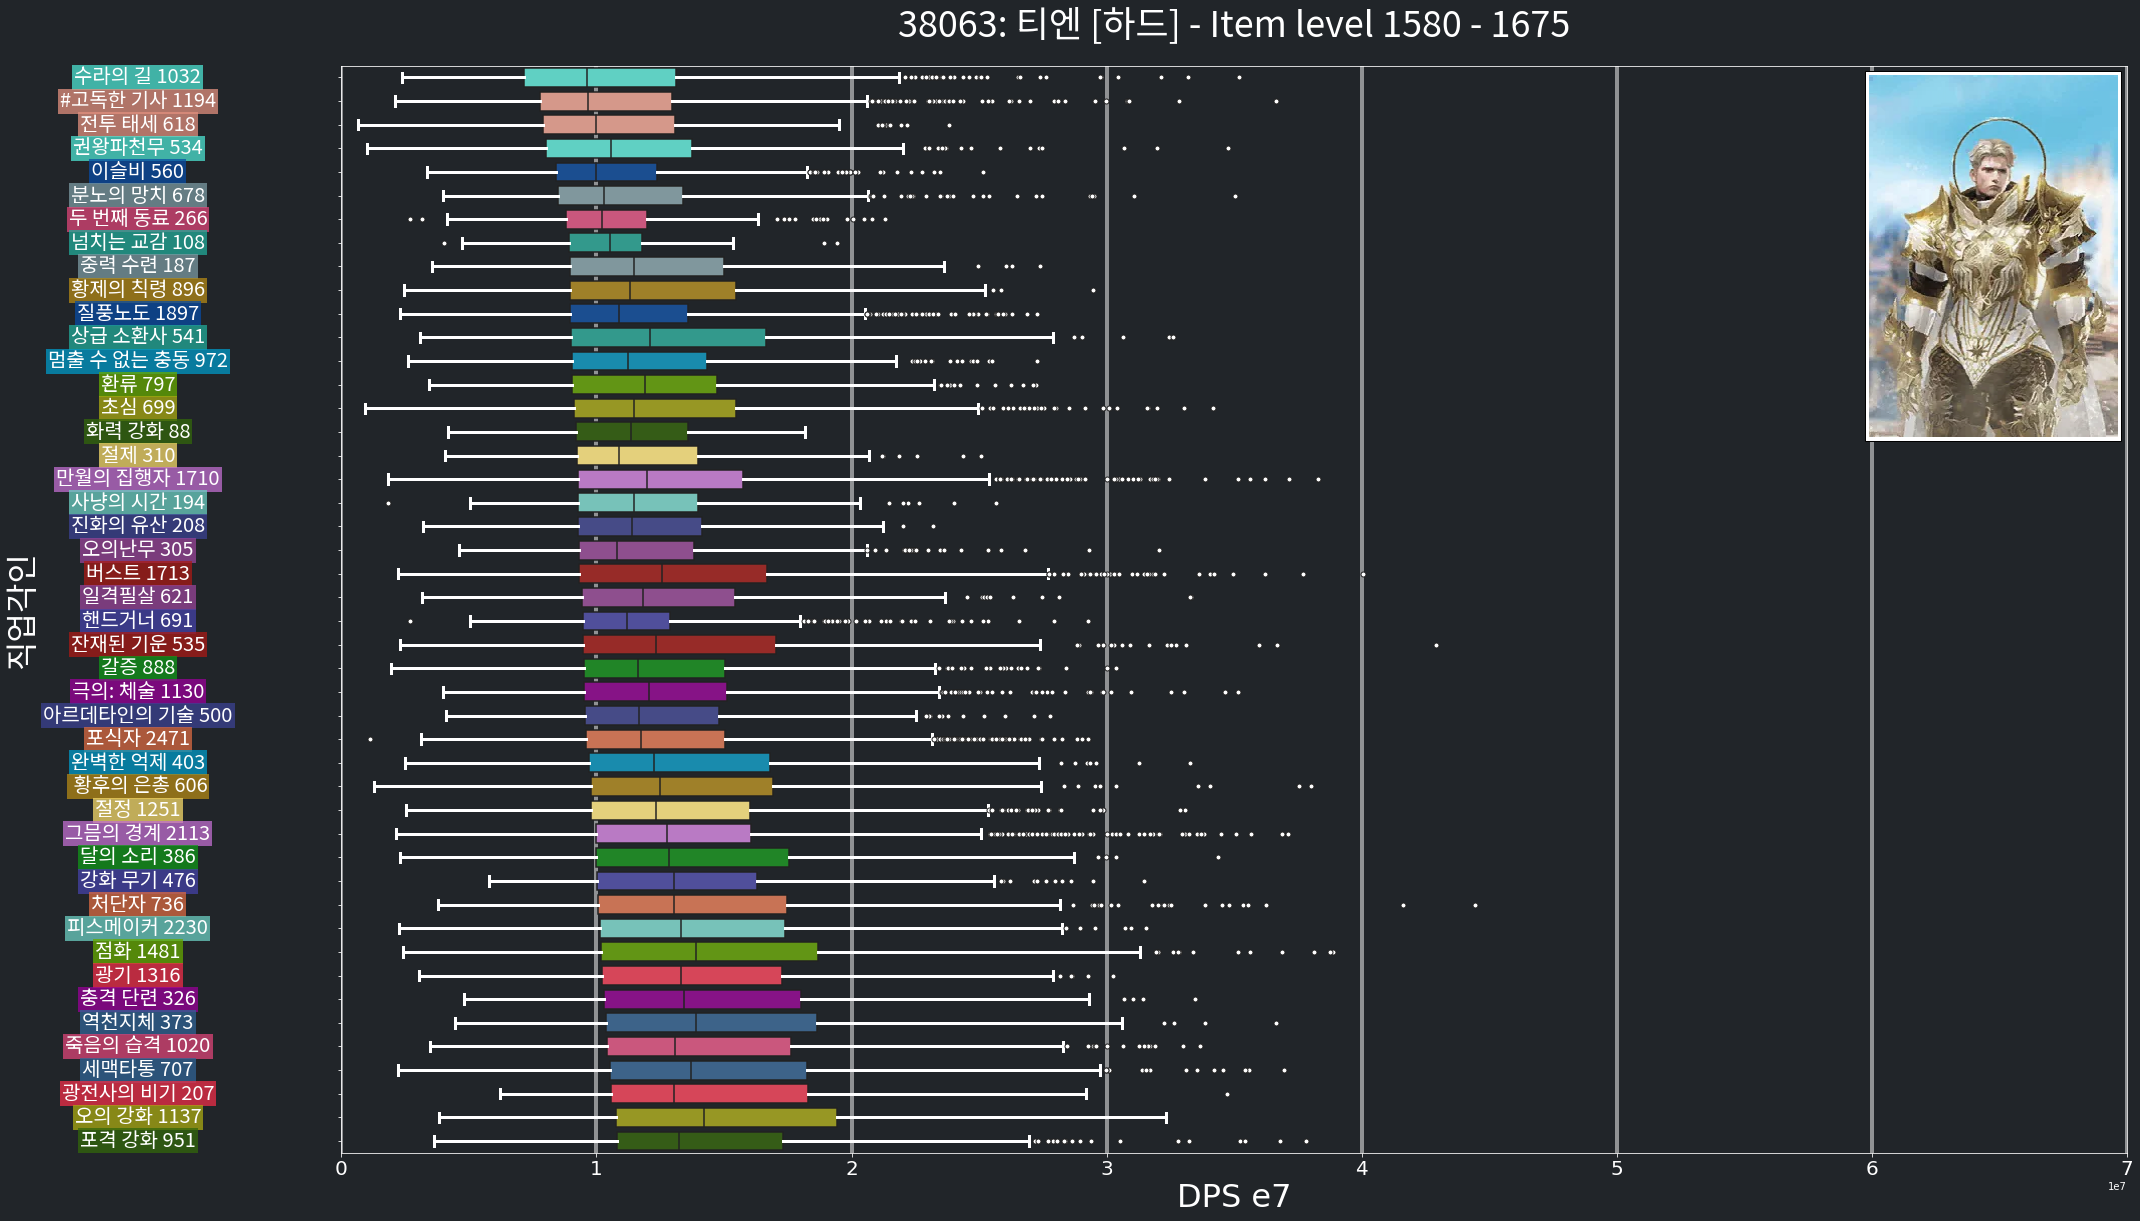 38063: 티엔 [하드] - Item level 1580 - 1675
수라의 길 1032
#고독한 기사 1194
전투 태세 618
권왕파천무 534
이슬비 560
분노의 망치 678
두 번째 동료 266
넘치는 교감 108
중력 수련 187
황제의 칙령 896
질풍노도 1897
상급 소환사 541
멈출 수 없는 충동 972
환류 797
초심 699
화력 강화 88
절제 310
만월의 집행자 1710
사냥의 시간 194
진화의 유산 208
오의난무 305
버스트 1713
일격필살 621
핸드거너 691
잔재된 기운 535
갈증 888
극의: 체술 1130
아르데타인의 기술 500
포식자 2471
완벽한 억제 403
황후의 은총 606
절정 1251
그믐의 경계 2113
달의 소리 386
강화 무기 476
처단자 736
피스메이커 2230
점화 1481
광기 1316
충격 단련 326
역천지체 373
죽음의 습격 1020
세맥타통 707
광전사의 비기 207
오의 강화 1137
포격 강화 951
직업각인
0 1 2 3 4 5 6 7
DPS e7
1e7